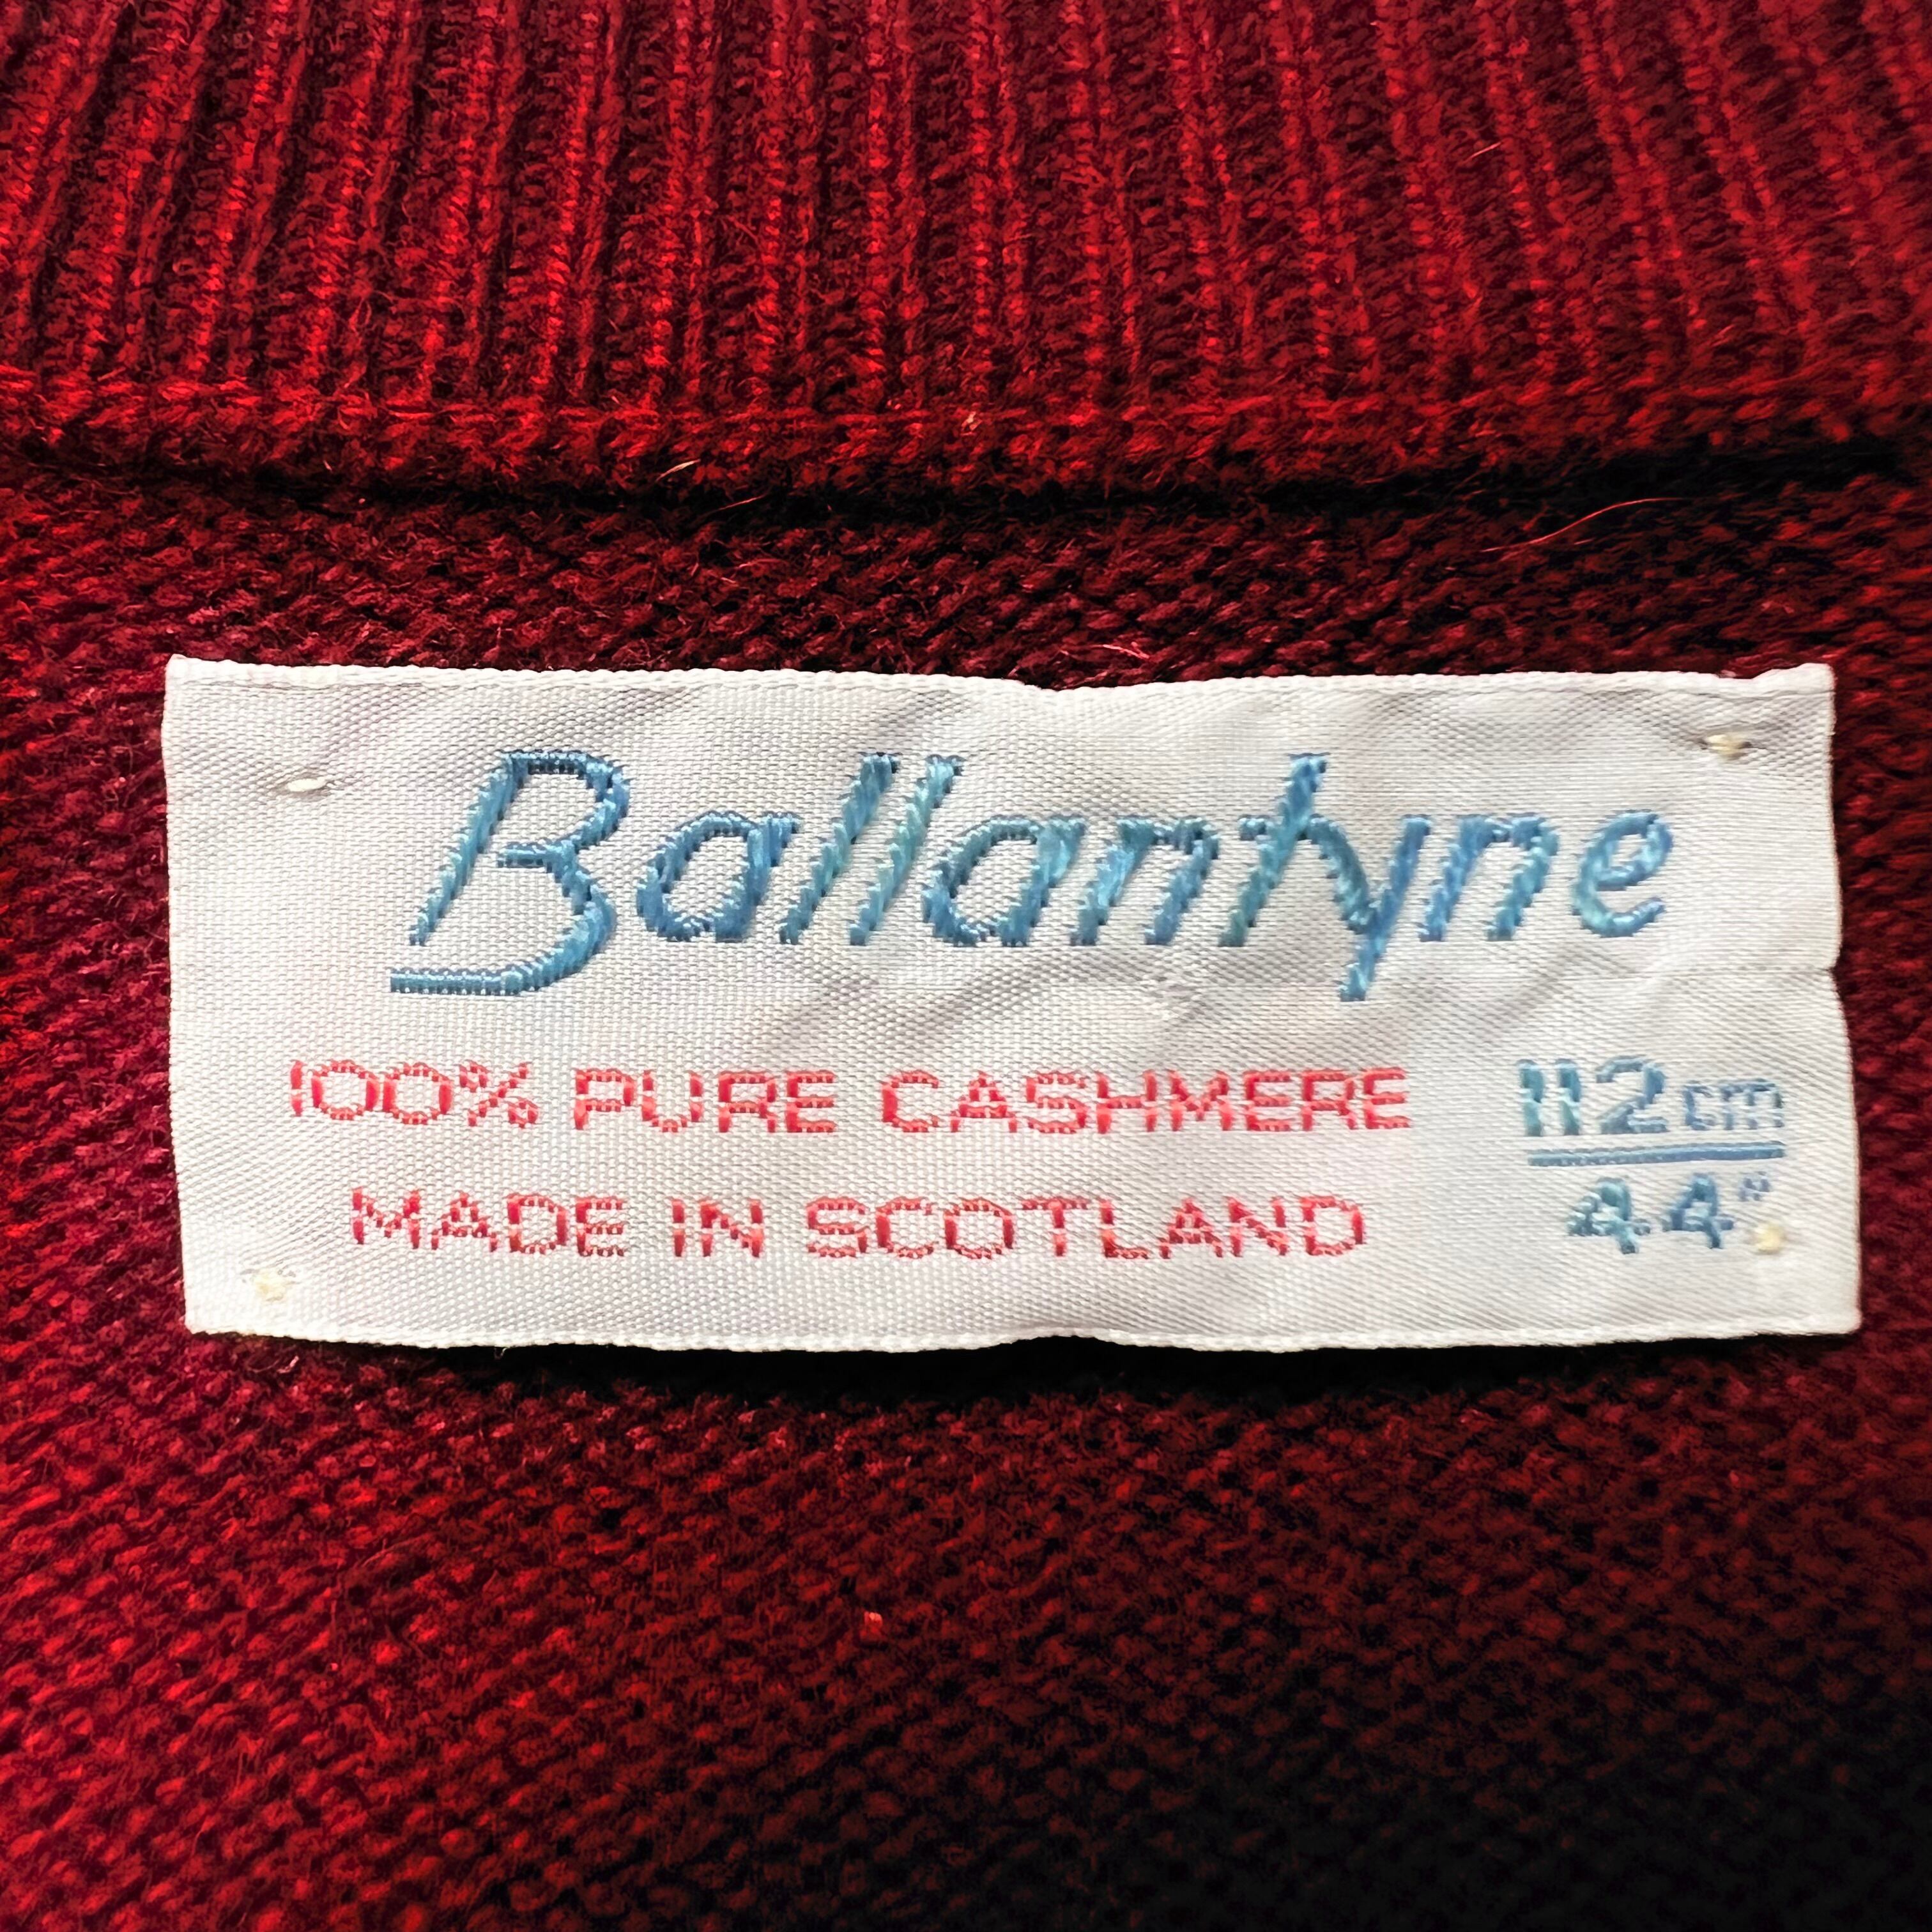 Ballantyne
100% PURE CASHMERE
112cm
MADE IN SCOTLAND
44"